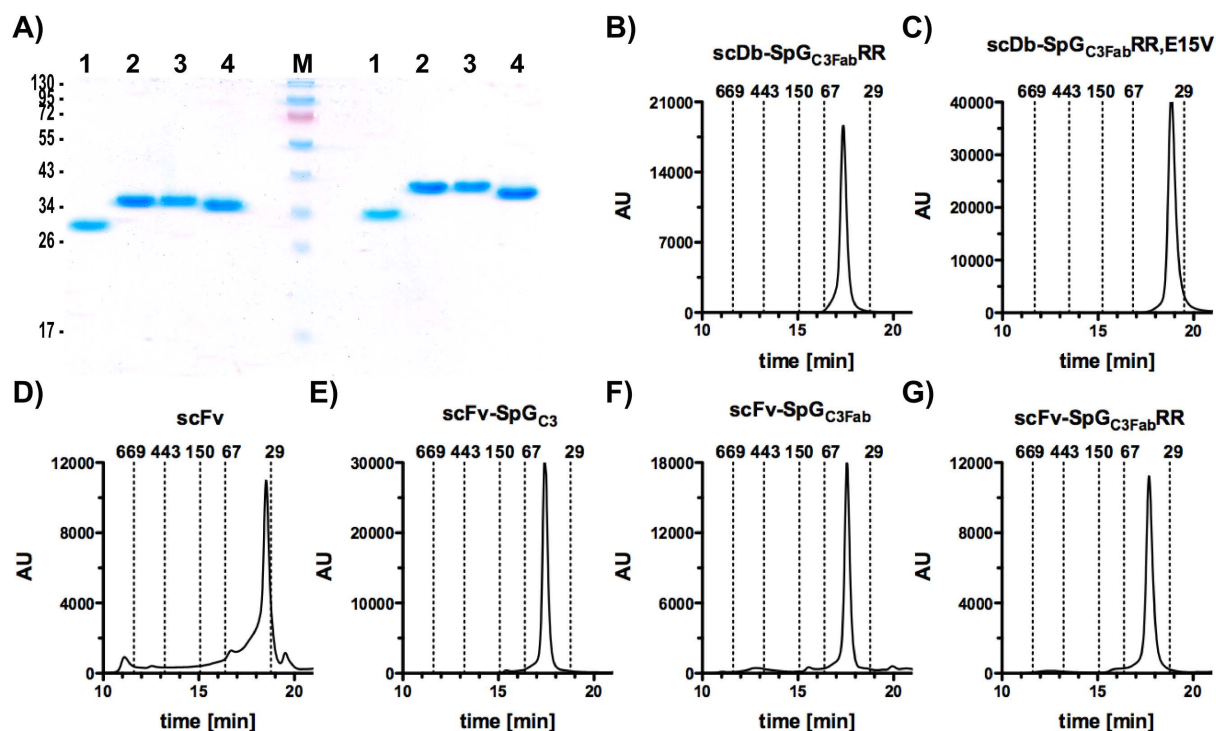 A)
1 2 3 4 M 1 2 3 4
130 -
95 -
72 -
55 -
43 -
34 -
26 -
17 -
B)
scDb-SpGC3FabRR
669 443 150 67 29
21000
14000
7000
0
AU
10 15 20
time [min]
C)
scDb-SpGC3FabRR,E15V
669 443 150 67 29
40000
30000
20000
10000
0
AU
10 15 20
time [min]
D)
scFv
669 443 150 67 29
12000
8000
4000
0
AU
10 15 20
time [min]
E)
scFv-SpGC3
669 443 150 67 29
30000
20000
10000
0
AU
10 15 20
time [min]
F)
scFv-SpGC3Fab
669 443 150 67 29
18000
12000
6000
0
AU
10 15 20
time [min]
G)
scFv-SpGC3FabRR
669 443 150 67 29
12000
8000
4000
0
AU
10 15 20
time [min]